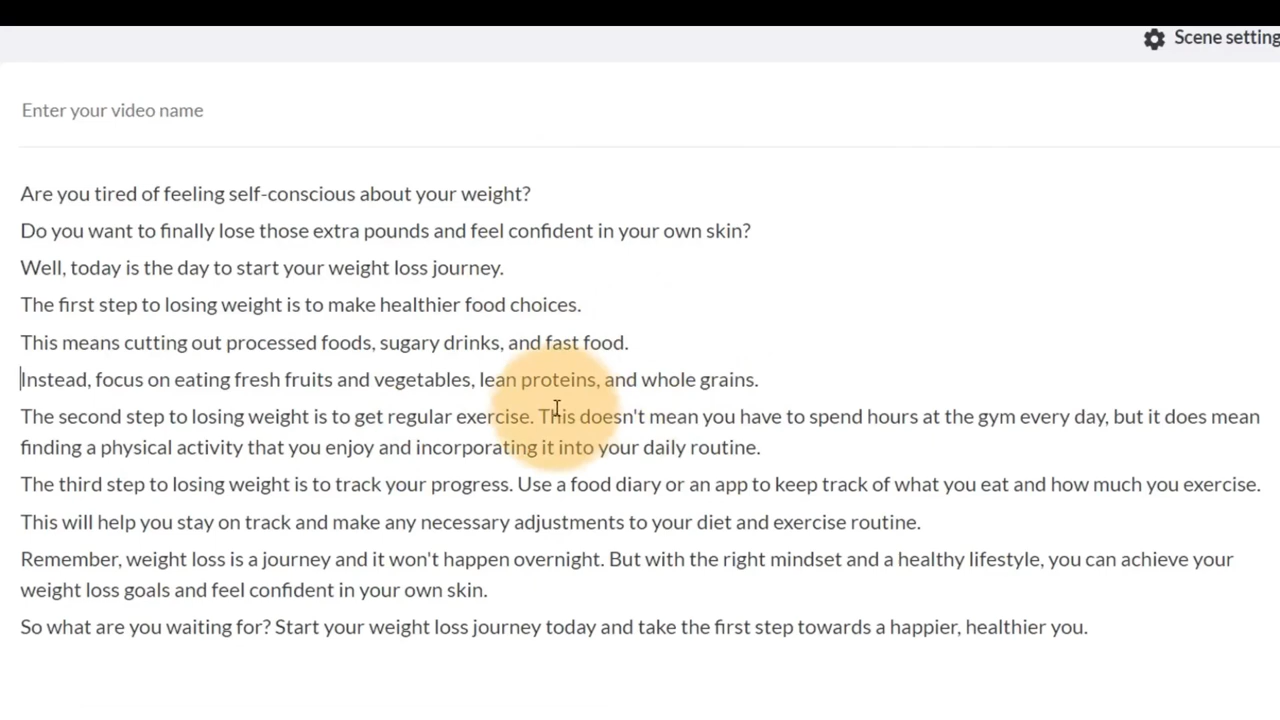 Scene setting
Enter your video name
Are you tired of feeling self-conscious about your weight?
Do you want to finally lose those extra pounds and feel confident in your own skin?
Well, today is the day to start your weight loss journey.
The first step to losing weight is to make healthier food choices.
This means cutting out processed foods, sugary drinks, and fast food.
Instead, focus on eating fresh fruits and vegetables, lean proteins, and whole grains.
The second step to losing weight is to get regular exercise. This doesn't mean you have to spend hours at the gym every day, but it does mean
finding a physical activity that you enjoy and incorporating it into your daily routine.
The third step to losing weight is to track your progress. Use a food diary or an app to keep track of what you eat and how much you exercise.
This will help you stay on track and make any necessary adjustments to your diet and exercise routine.
Remember, weight loss is a journey and it won't happen overnight. But with the right mindset and a healthy lifestyle, you can achieve your
weight loss goals and feel confident in your own skin.
So what are you waiting for? Start your weight loss journey today and take the first step towards a happier, healthier you.